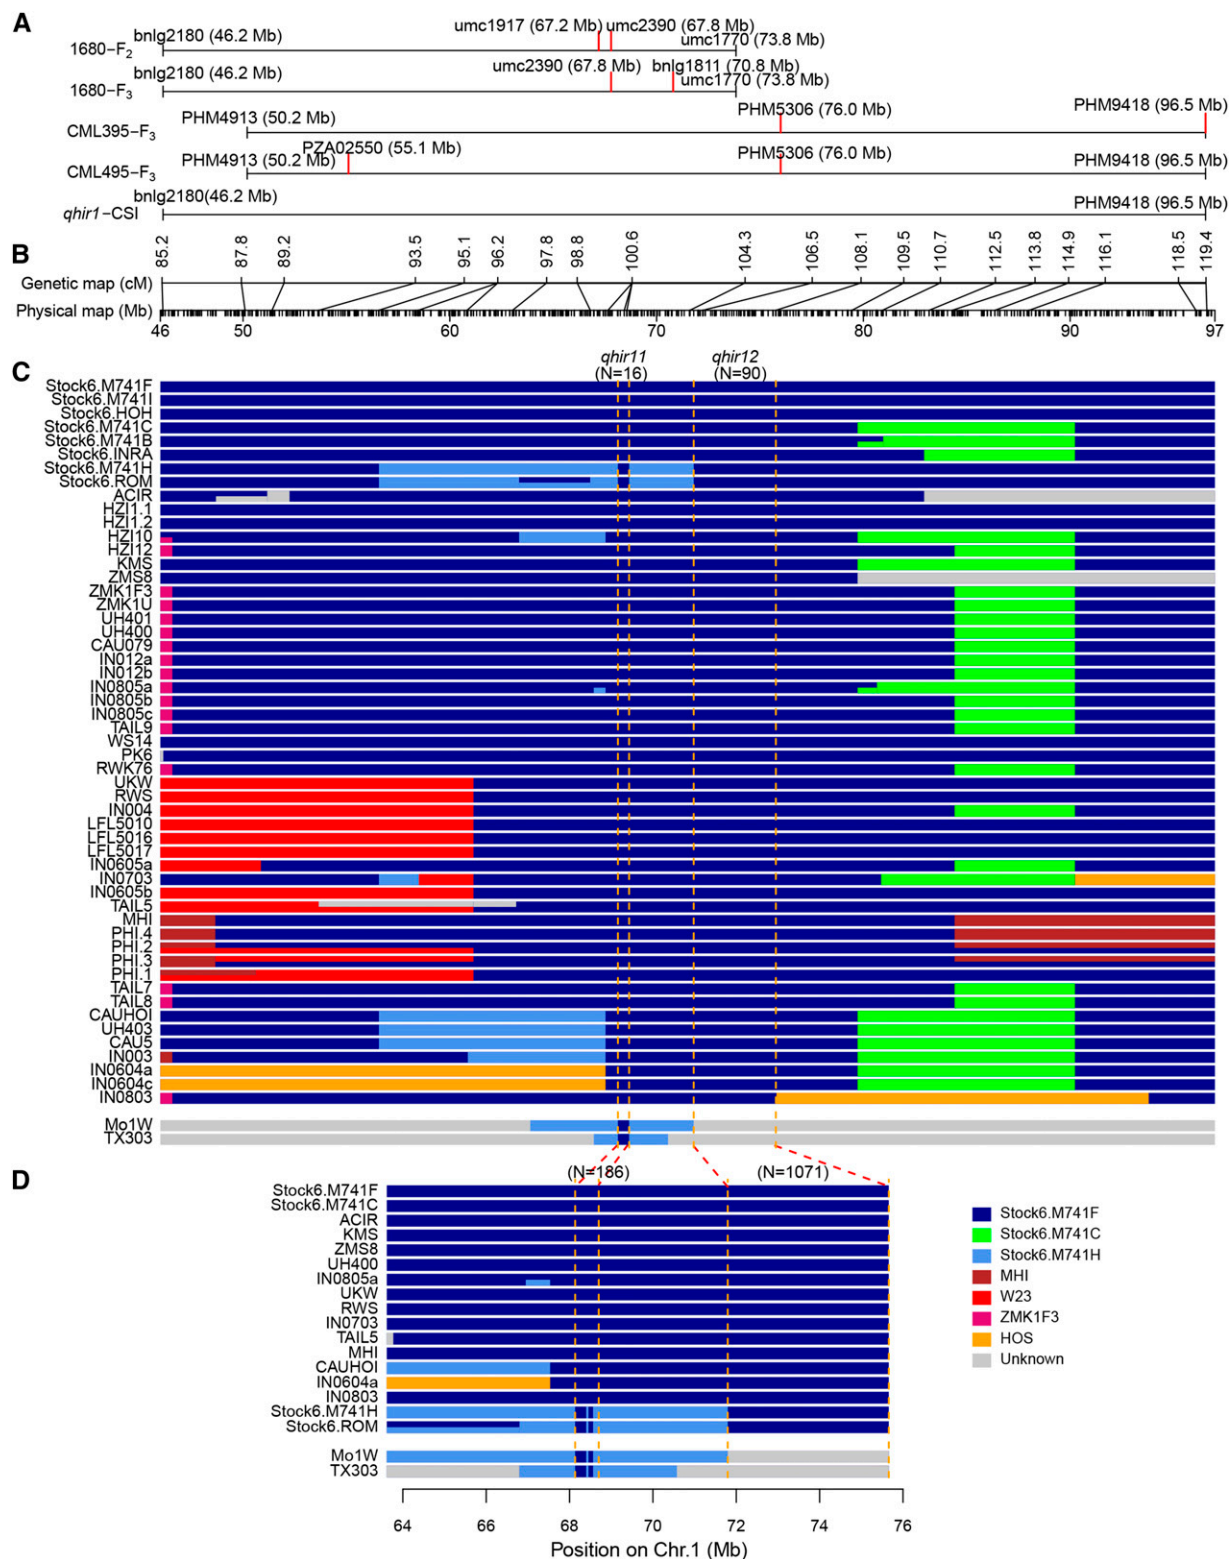 A
umc1917 (67.2 Mb) umc2390 (67.8 Mb)
1680−F2 bnlg2180 (46.2 Mb) umc1770 (73.8 Mb)
umc2390 (67.8 Mb) bnlg1811 (70.8 Mb)
1680−F3 bnlg2180 (46.2 Mb) umc1770 (73.8 Mb)
CML395−F3 PHM4913 (50.2 Mb) PHM5306 (76.0 Mb) PHM9418 (96.5 Mb)
PZA02550 (55.1 Mb)
CML495−F3 PHM4913 (50.2 Mb) PHM5306 (76.0 Mb) PHM9418 (96.5 Mb)
qhir1−CSI bnlg2180(46.2 Mb) PHM9418 (96.5 Mb)
B
85.2 87.8 89.2 93.5 95.1 96.2 97.8 98.8 100.6 104.3 106.5 108.1 109.5 110.7 112.5 113.8 114.9 116.1 118.5 119.4
Genetic map (cM)
Physical map (Mb)
46 50 60 70 80 90 97
C
qhir11 qhir12
(N=16) (N=90)
Stock6.M741F
Stock6.M741I
Stock6.HOH
Stock6.M741C
Stock6.M741B
Stock6.INRA
Stock6.M741H
Stock6.ROM
ACIR
HZI1.1
HZI1.2
HZI10
HZI12
KMS
ZMS8
ZMK1F3
ZMK1U
UH401
UH400
CAU079
IN012a
IN012b
IN0805a
IN0805b
IN0805c
TAIL9
WS14
PK6
RWK76
UKW
RWS
IN004
LFL5010
LFL5016
LFL5017
IN0605a
IN0703
IN0605b
TAIL5
MHI
PHI.4
PHI.2
PHI.3
PHI.1
TAIL7
TAIL8
CAUHOI
UH403
CAU5
IN003
IN0604a
IN0604c
IN0803
Mo1W
TX303
D
(N=186) (N=1071)
Stock6.M741F
Stock6.M741C
ACIR
KMS
ZMS8
UH400
IN0805a
UKW
RWS
IN0703
TAIL5
MHI
CAUHOI
IN0604a
IN0803
Stock6.M741H
Stock6.ROM
Mo1W
TX303
64 66 68 70 72 74 76
Position on Chr.1 (Mb)
Stock6.M741F
Stock6.M741C
Stock6.M741H
MHI
W23
ZMK1F3
HOS
Unknown